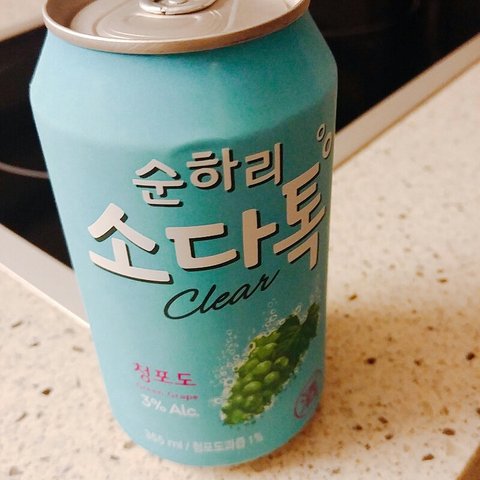 순하리
소다톡
Clear
청포도
Green Grape
3% Alc.
355 ml / 청포도과즙 1%